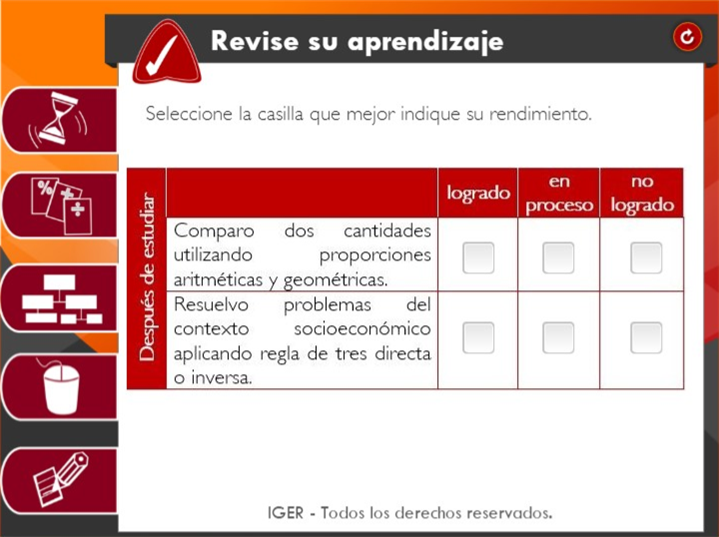 Revise su aprendizaje
Seleccione la casilla que mejor indique su rendimiento.
Después de estudiar
logrado
en
proceso
no
logrado
Comparo dos cantidades
utilizando proporciones
aritméticas y geométricas.
Resuelvo problemas del
contexto socioeconómico
aplicando regla de tres directa
o inversa.
IGER - Todos los derechos reservados.